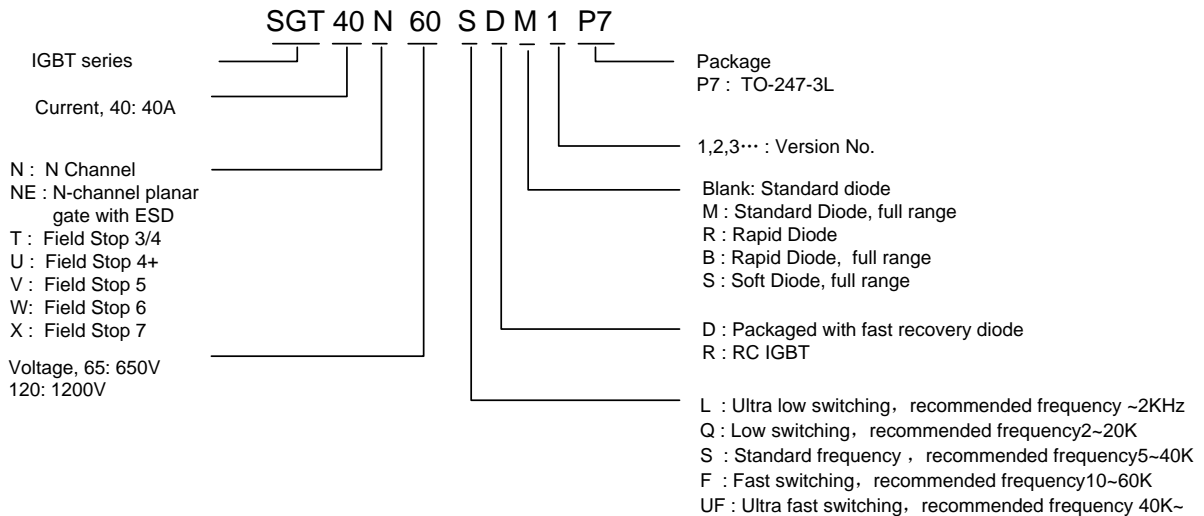 SGT 40 N 60 S D M 1 P7
IGBT series
Current, 40: 40A
N : N Channel
NE : N-channel planar
gate with ESD
T : Field Stop 3/4
U : Field Stop 4+
V : Field Stop 5
W: Field Stop 6
X : Field Stop 7
Voltage, 65: 650V
120: 1200V
Package
P7 : TO-247-3L
1,2,3··· : Version No.
Blank: Standard diode
M : Standard Diode, full range
R : Rapid Diode
B : Rapid Diode, full range
S : Soft Diode, full range
D : Packaged with fast recovery diode
R : RC IGBT
L : Ultra low switching，recommended frequency ~2KHz
Q : Low switching，recommended frequency2~20K
S : Standard frequency，recommended frequency5~40K
F : Fast switching，recommended frequency10~60K
UF : Ultra fast switching，recommended frequency 40K~